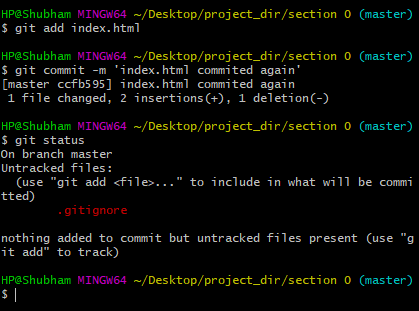 HP@Shubham MINGW64 ~/Desktop/project_dir/section 0 (master)
$ git add index.html
HP@Shubham MINGW64 ~/Desktop/project_dir/section 0 (master)
$ git commit -m 'index.html commited again'
[master ccfb595] index.html commited again
 1 file changed, 2 insertions(+), 1 deletion(-)
HP@Shubham MINGW64 ~/Desktop/project_dir/section 0 (master)
$ git status
On branch master
Untracked files:
  (use "git add <file>..." to include in what will be commi
tted)
        .gitignore
nothing added to commit but untracked files present (use "g
it add" to track)
HP@Shubham MINGW64 ~/Desktop/project_dir/section 0 (master)
$